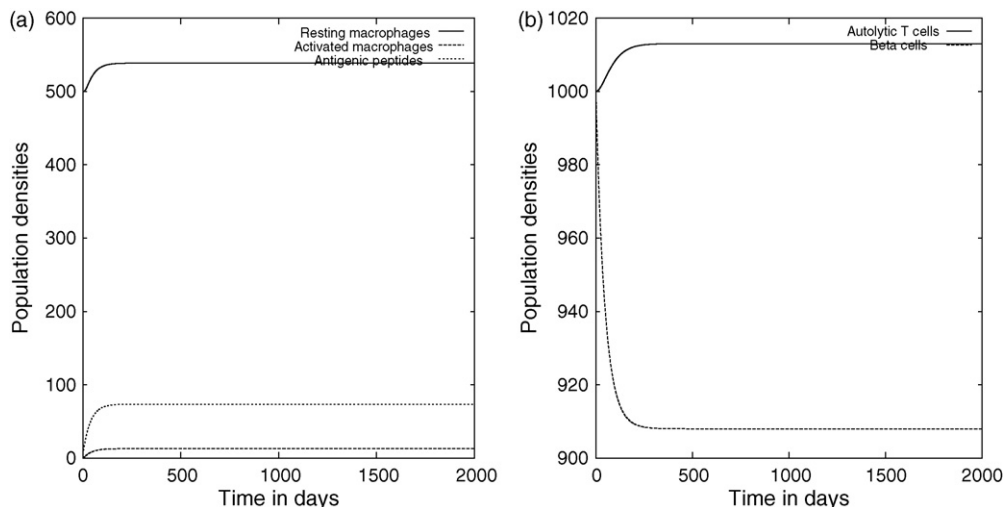 (a)
600
500
400
300
200
100
0
Population densities
Resting macrophages
Activated macrophages
Antigenic peptides
0 500 1000 1500 2000
Time in days
(b)
1020
1000
980
960
940
920
900
Population densities
Autolytic T cells
Beta cells
0 500 1000 1500 2000
Time in days